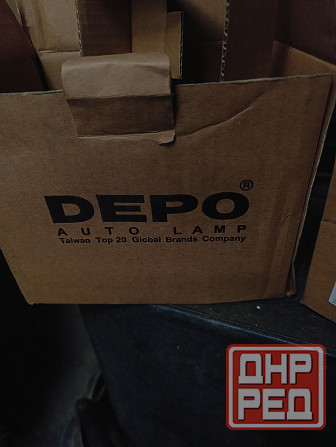 DEPO®
AUTO LAMP
Taiwan Top 20 Global Brands Company
ДНР
РЕД